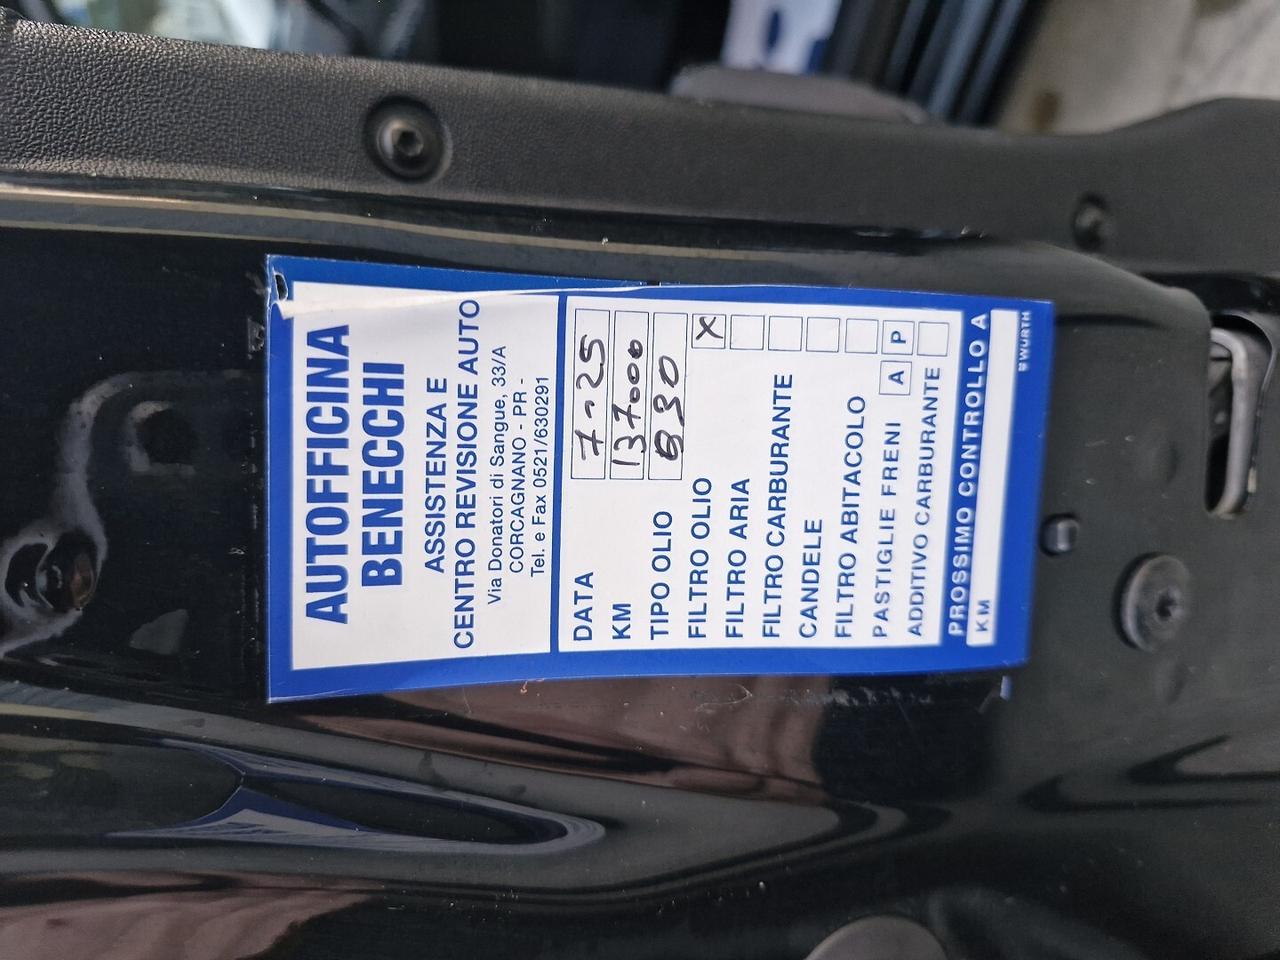 AUTOFFICINA
BENECCHI
ASSISTENZA E
CENTRO REVISIONE AUTO
Via Donatori di Sangue, 33/A
CORCAGNANO - PR -
Tel. e Fax 0521/630291
DATA 7-25
KM 137000
TIPO OLIO 830
FILTRO OLIO X
FILTRO ARIA
FILTRO CARBURANTE
CANDELE
FILTRO ABITACOLO
PASTIGLIE FRENI A P
ADDITIVO CARBURANTE
PROSSIMO CONTROLLO A
KM
WÜRTH